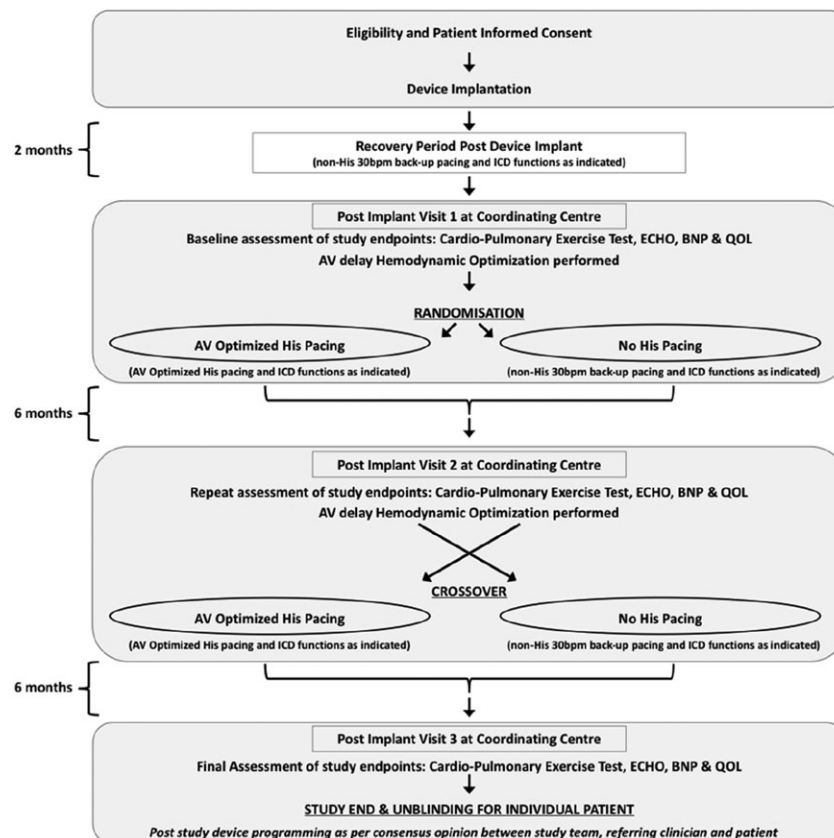 Eligibility and Patient Informed Consent
Device Implantation
2 months
Recovery Period Post Device Implant
(non-His 30bpm back-up pacing and ICD functions as indicated)
Post Implant Visit 1 at Coordinating Centre
Baseline assessment of study endpoints: Cardio-Pulmonary Exercise Test, ECHO, BNP & QOL
AV delay Hemodynamic Optimization performed
RANDOMISATION
AV Optimized His Pacing
No His Pacing
(AV Optimized His pacing and ICD functions as indicated)
(non-His 30bpm back-up pacing and ICD functions as indicated)
6 months
Post Implant Visit 2 at Coordinating Centre
Repeat assessment of study endpoints: Cardio-Pulmonary Exercise Test, ECHO, BNP & QOL
AV delay Hemodynamic Optimization performed
CROSSOVER
AV Optimized His Pacing
No His Pacing
(AV Optimized His pacing and ICD functions as indicated)
(non-His 30bpm back-up pacing and ICD functions as indicated)
6 months
Post Implant Visit 3 at Coordinating Centre
Final Assessment of study endpoints: Cardio-Pulmonary Exercise Test, ECHO, BNP & QOL
STUDY END & UNBLINDING FOR INDIVIDUAL PATIENT
Post study device programming as per consensus opinion between study team, referring clinician and patient